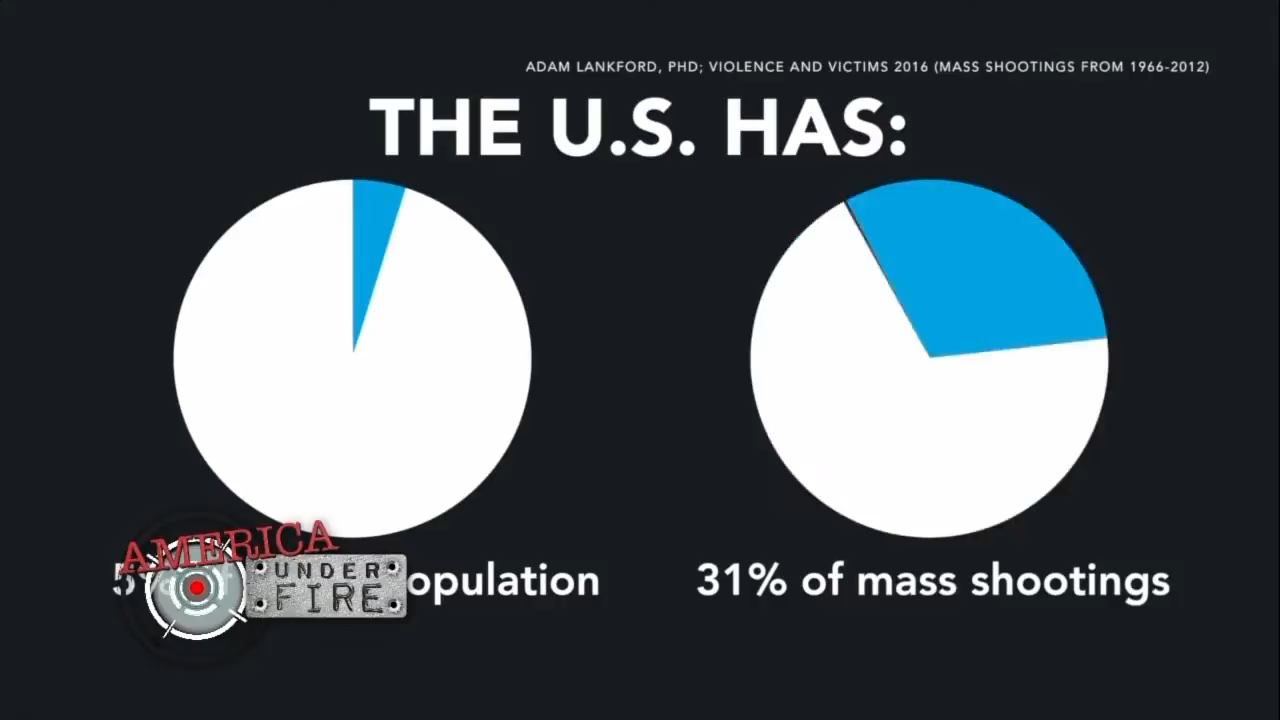 ADAM LANKFORD, PHD; VIOLENCE AND VICTIMS 2016 (MASS SHOOTINGS FROM 1966-2012)
THE U.S. HAS:
AMERICA
UNDER
FIRE
5% opulation
31% of mass shootings